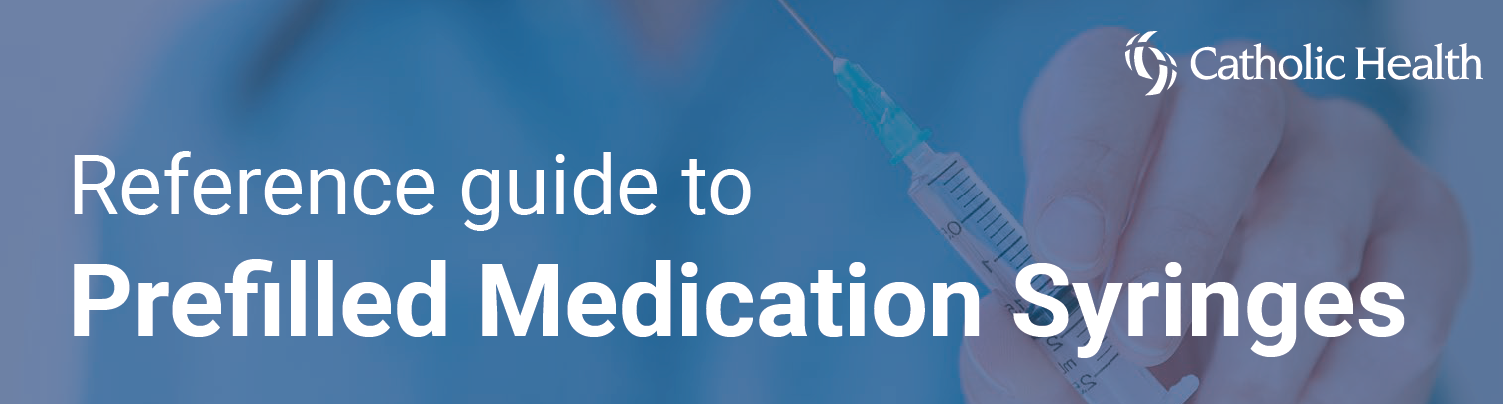 Catholic Health
Reference guide to
Prefilled Medication Syringes